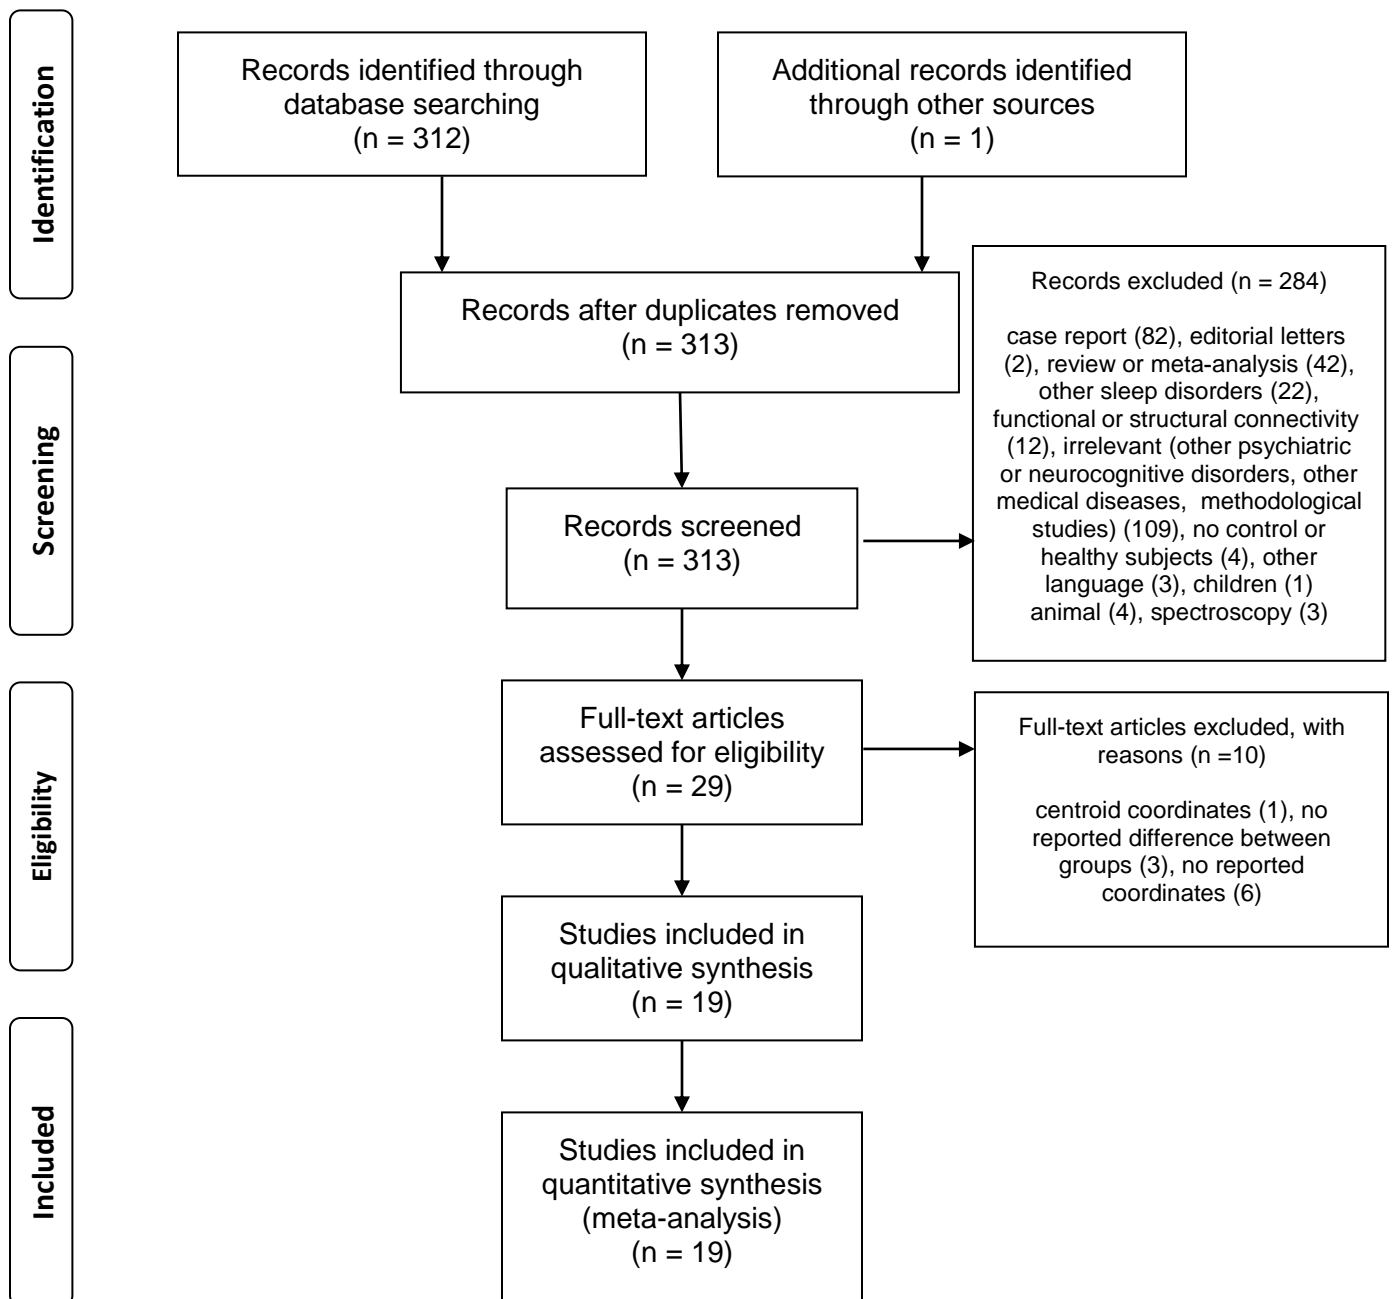 Identification
Records identified through
database searching
(n = 312)
Additional records identified
through other sources
(n = 1)
Records after duplicates removed
(n = 313)
Records excluded (n = 284)
case report (82), editorial letters
(2), review or meta-analysis (42),
other sleep disorders (22),
functional or structural connectivity
(12), irrelevant (other psychiatric
or neurocognitive disorders, other
medical diseases, methodological
studies) (109), no control or
healthy subjects (4), other
language (3), children (1)
animal (4), spectroscopy (3)
Screening
Records screened
(n = 313)
Eligibility
Full-text articles
assessed for eligibility
(n = 29)
Full-text articles excluded, with
reasons (n =10)
centroid coordinates (1), no
reported difference between
groups (3), no reported
coordinates (6)
Studies included in
qualitative synthesis
(n = 19)
Included
Studies included in
quantitative synthesis
(meta-analysis)
(n = 19)